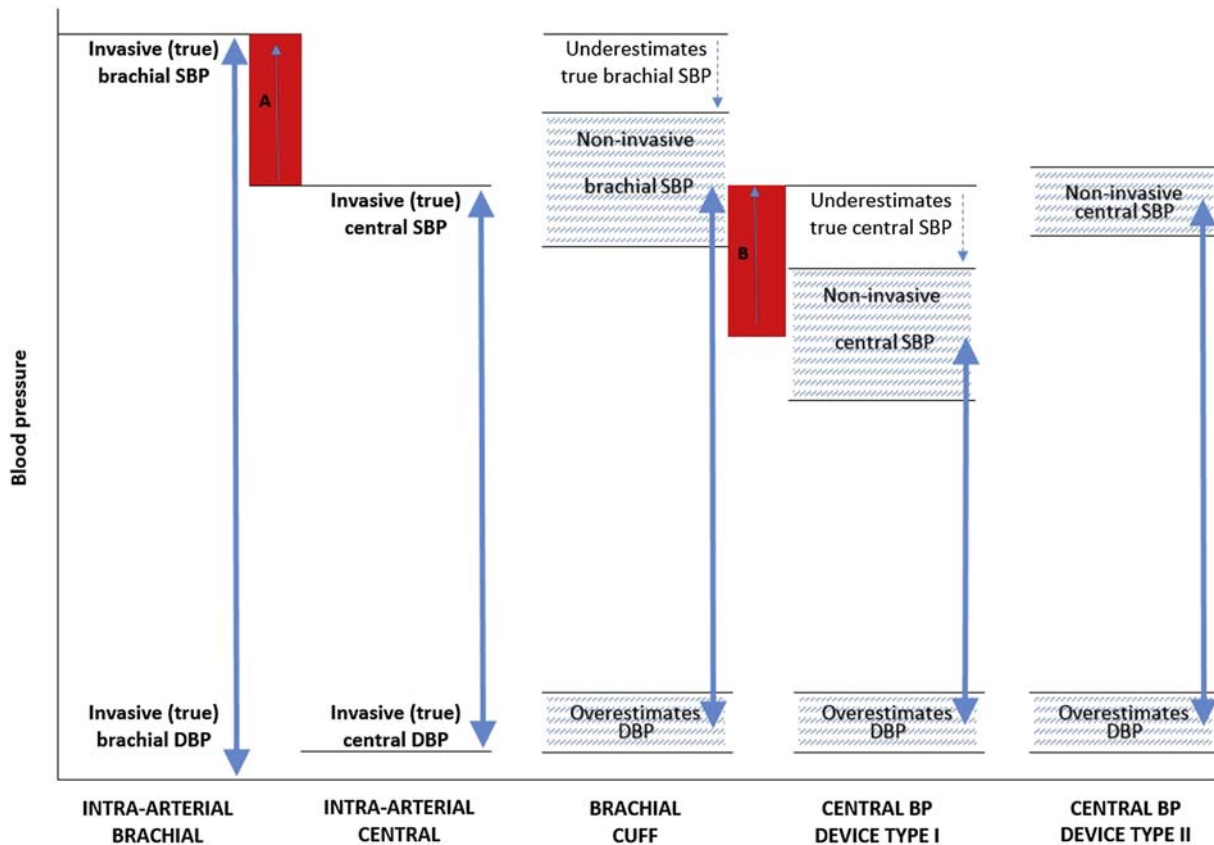 Blood pressure
Invasive (true)
brachial SBP
A
Invasive (true)
central SBP
Underestimates
true brachial SBP
Non-invasive
brachial SBP
B
Underestimates
true central SBP
Non-invasive
central SBP
Non-invasive
central SBP
Invasive (true)
brachial DBP
Invasive (true)
central DBP
Overestimates
DBP
Overestimates
DBP
Overestimates
DBP
INTRA-ARTERIAL
BRACHIAL
INTRA-ARTERIAL
CENTRAL
BRACHIAL
CUFF
CENTRAL BP
DEVICE TYPE I
CENTRAL BP
DEVICE TYPE II